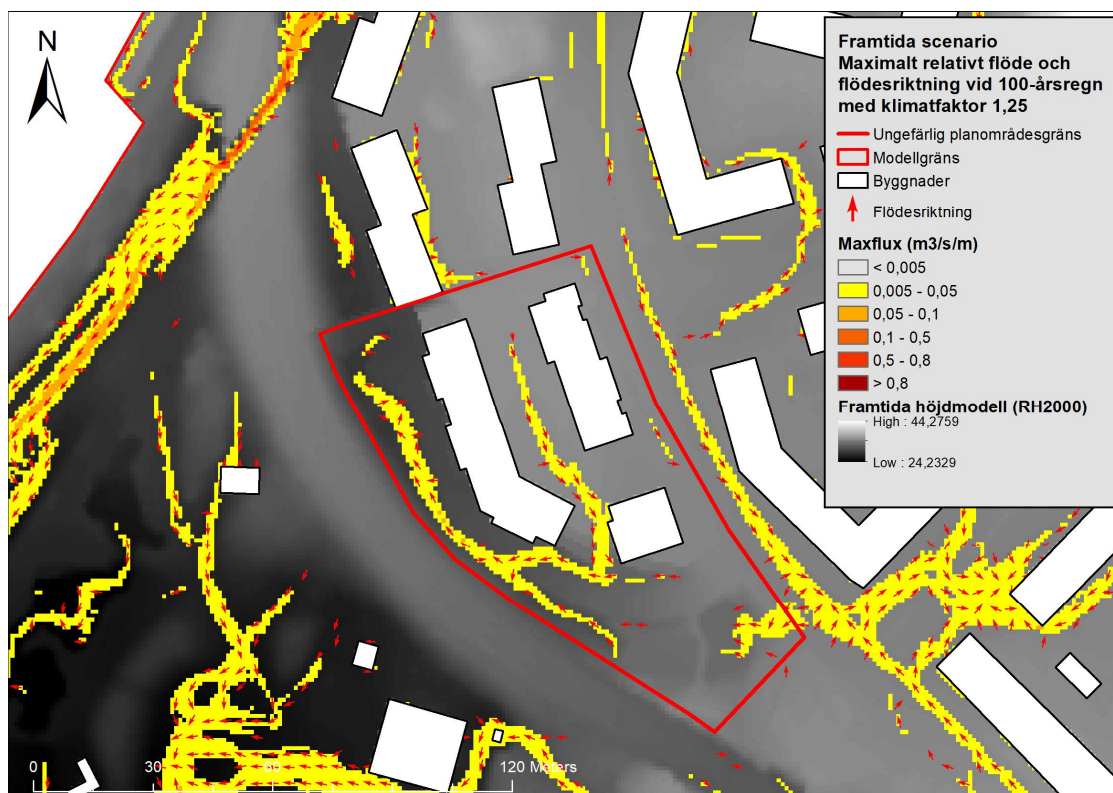 N
Framtida scenario
Maximalt relativt flöde och
flödesriktning vid 100-årsregn
med klimatfaktor 1,25
Ungefärlig planområdesgräns
Modellgräns
Byggnader
Flödesriktning
Maxflux (m3/s/m)
< 0,005
0,005 - 0,05
0,05 - 0,1
0,1 - 0,5
0,5 - 0,8
> 0,8
Framtida höjdmodell (RH2000)
High : 44,2759
Low : 24,2329
0 30 60 120 Meters